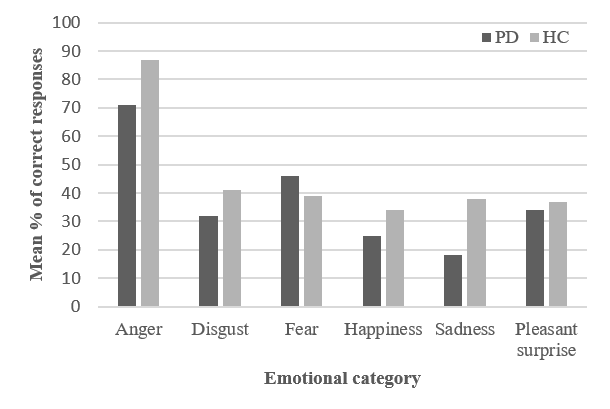 100
90
80
70
60
50
40
30
20
10
0
Mean % of correct responses
PD HC
Anger Disgust Fear Happiness Sadness Pleasant
surprise
Emotional category